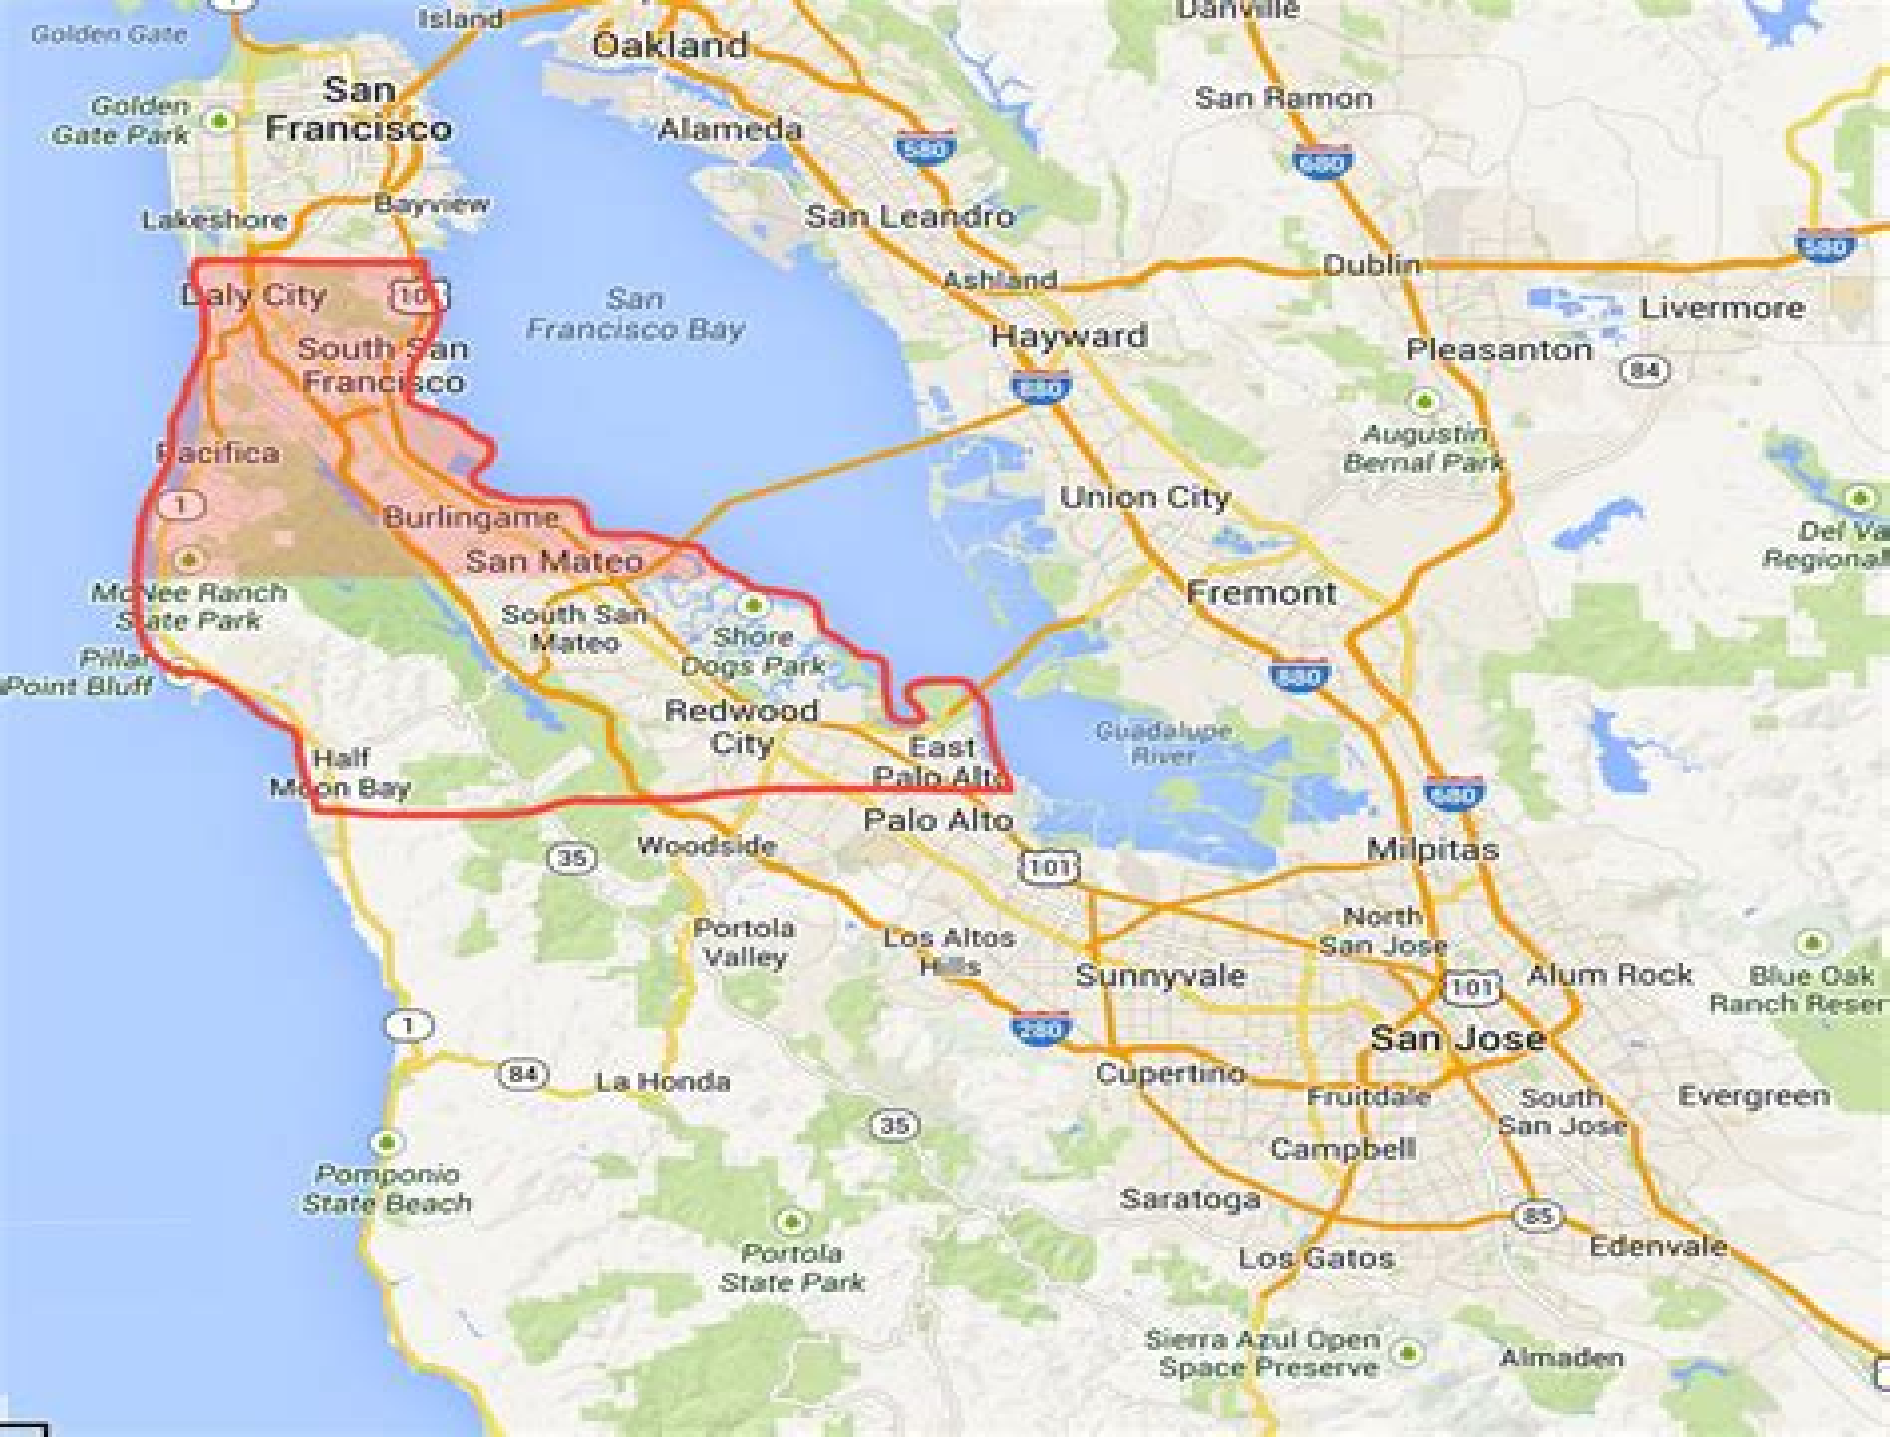 Danville
Island
Golden Gate
Oakland
San
Francisco
San Ramon
Golden
Gate Park
Alameda
580
680
Bayview
Lakeshore
San Leandro
580
Dublin
Ashland
Daly City
101
San
Francisco Bay
Livermore
Hayward
South San
Francisco
Pleasanton
84
880
Augustin
Bernal Park
Pacifica
1
Union City
Burlingame
Del Va
Regional
San Mateo
McNee Ranch
State Park
Fremont
South San
Mateo
Shore
Dogs Park
Pillar
Point Bluff
880
Redwood
City
Guadalupe
River
East
Palo Alto
Half
Moon Bay
680
Palo Alto
Woodside
35
101
Milpitas
North
San Jose
Portola
Valley
Los Altos
Hills
Sunnyvale
101
Alum Rock
Blue Oak
Ranch Reser
1
280
San Jose
84
La Honda
Cupertino
Fruitdale
South
San Jose
Evergreen
35
Campbell
Pomponio
State Beach
Saratoga
85
Edenvale
Portola
State Park
Los Gatos
Sierra Azul Open
Space Preserve
Almaden